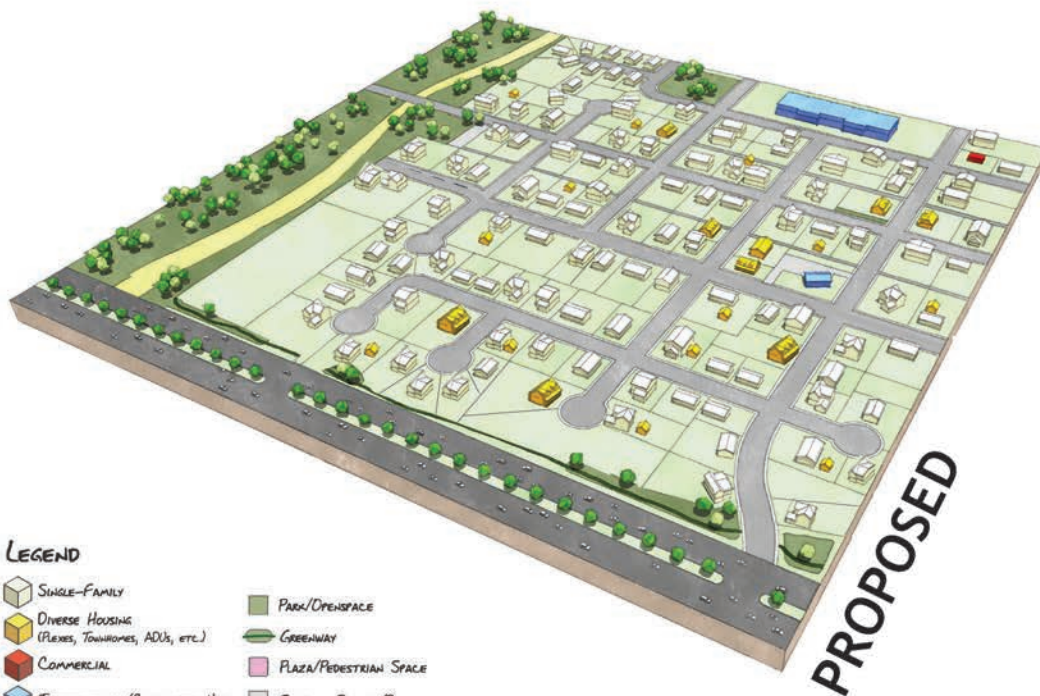 LEGEND
SINGLE-FAMILY
DIVERSE HOUSING
(PLEXES, TOWNHOMES, ADUS, ETC.)
COMMERCIAL
PARK/OPENSPACE
GREENWAY
PLAZA/PEDESTRIAN SPACE
PROPOSED